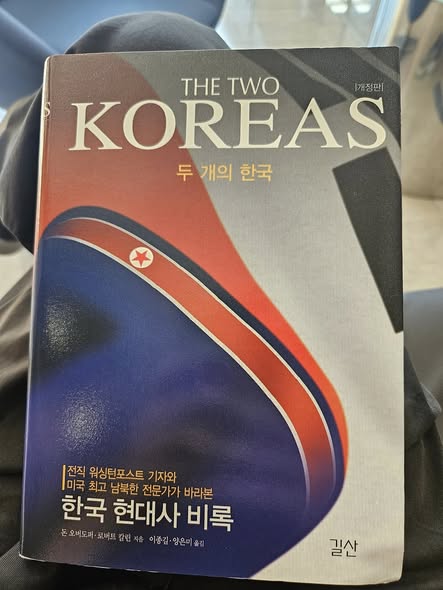 THE TWO
|개정판|
KOREAS
두 개의 한국
전직 워싱턴포스트 기자와
미국 최고 남북한 전문가가 바라본
한국 현대사 비록
돈 오버도퍼·로버트 칼린 지음 이종길·양은미 옮김
길산
S